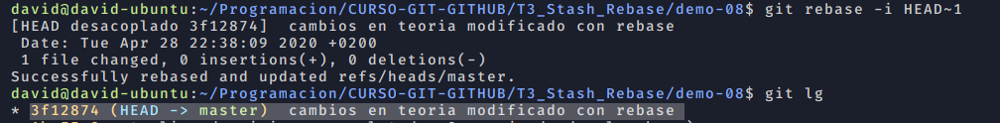 david@david-ubuntu:~/Programacion/CURSO-GIT-GITHUB/T3_Stash_Rebase/demo-08$ git rebase -i HEAD~1
[HEAD desacoplado 3f12874]  cambios en teoria modificado con rebase
 Date: Tue Apr 28 22:38:09 2020 +0200
 1 file changed, 0 insertions(+), 0 deletions(-)
Successfully rebased and updated refs/heads/master.
david@david-ubuntu:~/Programacion/CURSO-GIT-GITHUB/T3_Stash_Rebase/demo-08$ git lg
* 3f12874 (HEAD -> master)  cambios en teoria modificado con rebase